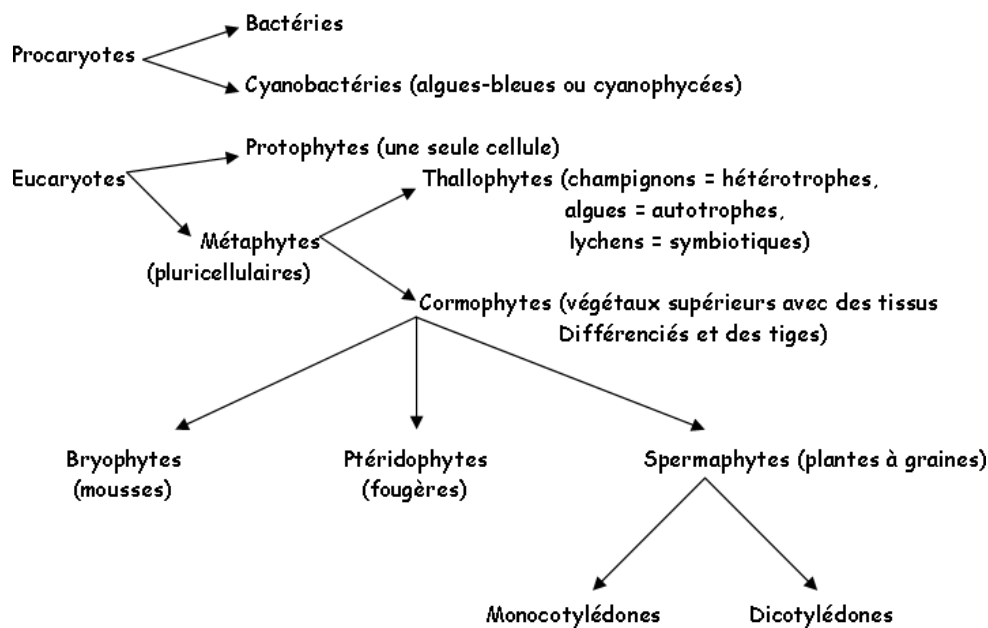 Bactéries
Procaryotes
Cyanobactéries (algues-bleues ou cyanophycées)
Protophytes (une seule cellule)
Eucaryotes
Thallophytes (champignons = hétérotrophes,
algues = autotrophes,
lychens = symbiotiques)
Métaphytes
(pluricellulaires)
Cormophytes (végétaux supérieurs avec des tissus
Différenciés et des tiges)
Bryophytes
(mousses)
Ptéridophytes
(fougères)
Spermaphytes (plantes à graines)
Monocotylédones
Dicotylédones